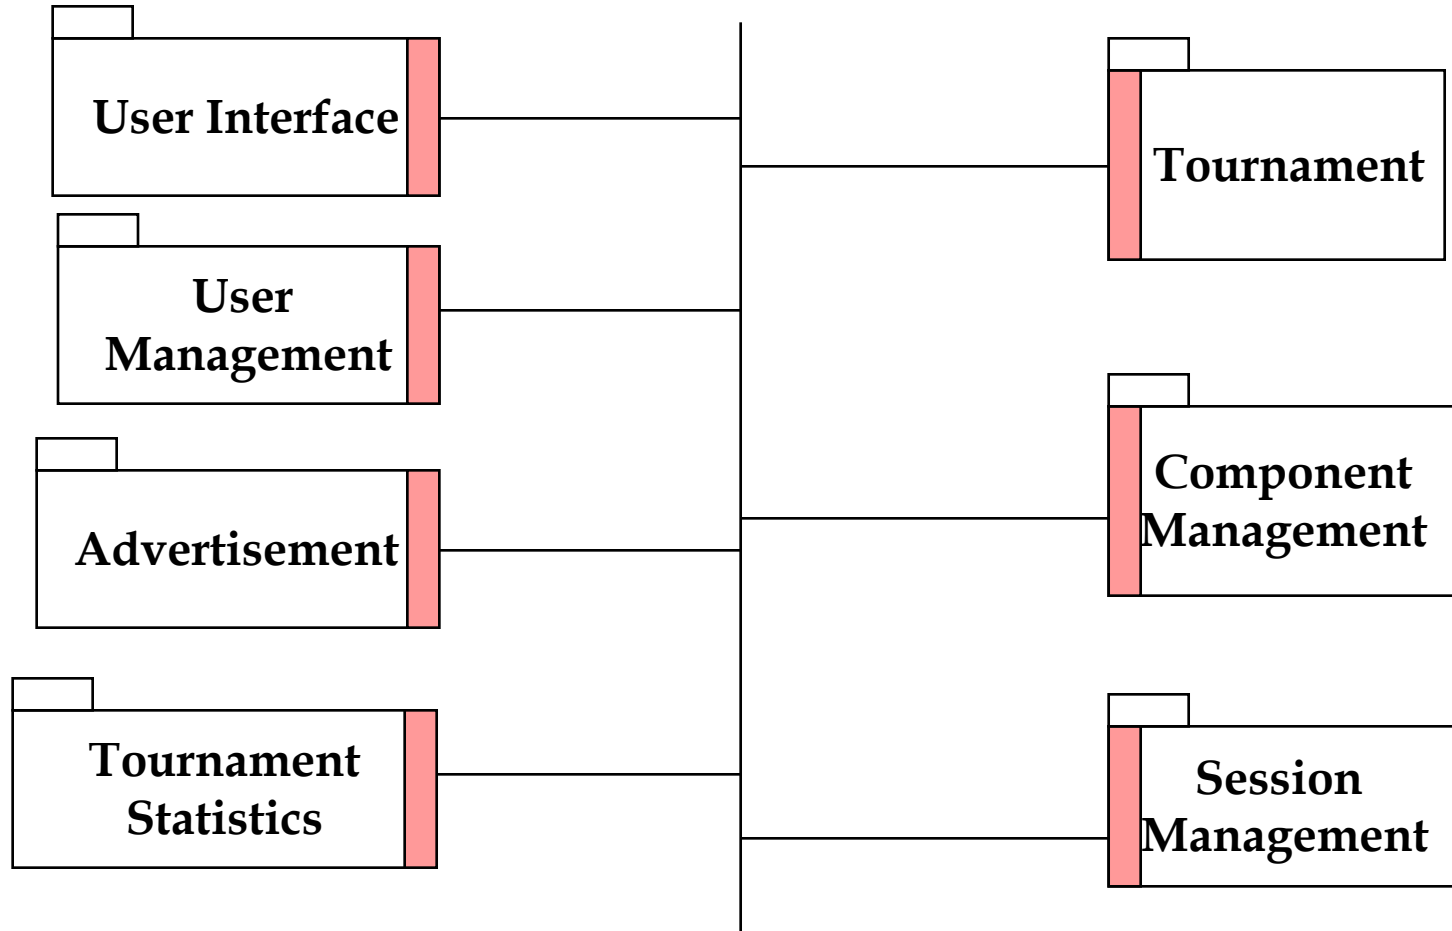 User Interface
User
Management
Advertisement
Tournament
Statistics
Tournament
Component
Management
Session
Management